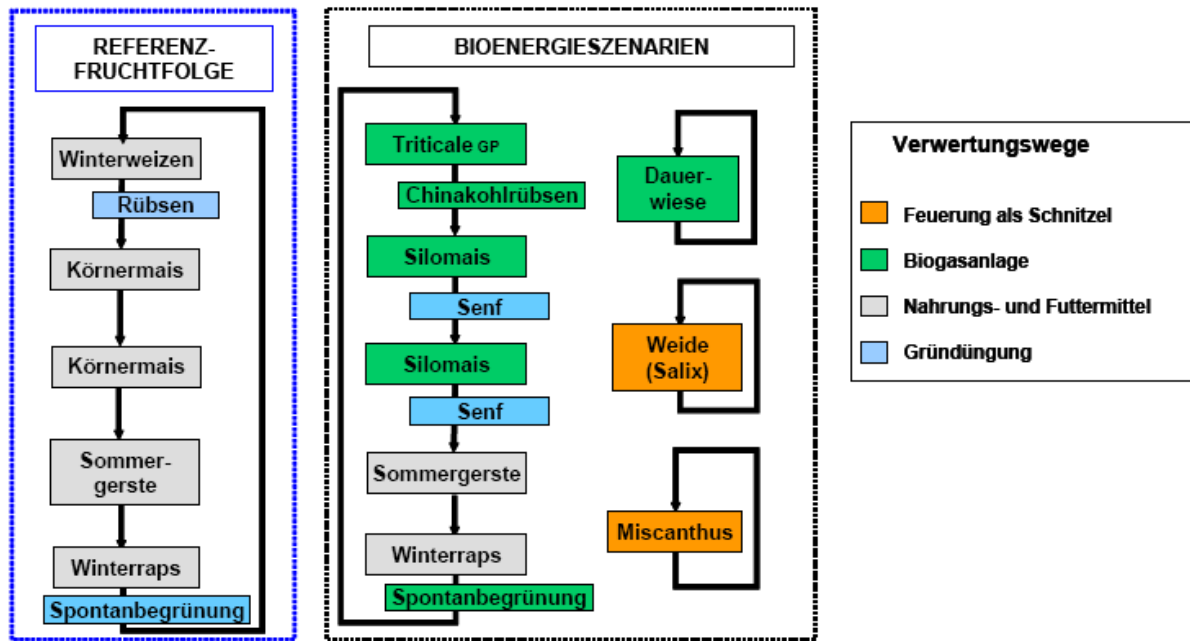 REFERENZ-
FRUCHTFOLGE
Winterweizen
Rübsen
Körnermais
Körnermais
Sommer-
gerste
Winterraps
Spontanbegrünung
BIOENERGIESZENARIEN
Triticale GP
Chinakohlrübsen
Silomais
Senf
Silomais
Senf
Sommergerste
Winterraps
Spontanbegrünung
Dauer-
wiese
Weide
(Salix)
Miscanthus
Verwertungswege
Feuerung als Schnitzel
Biogasanlage
Nahrungs- und Futtermittel
Gründüngung